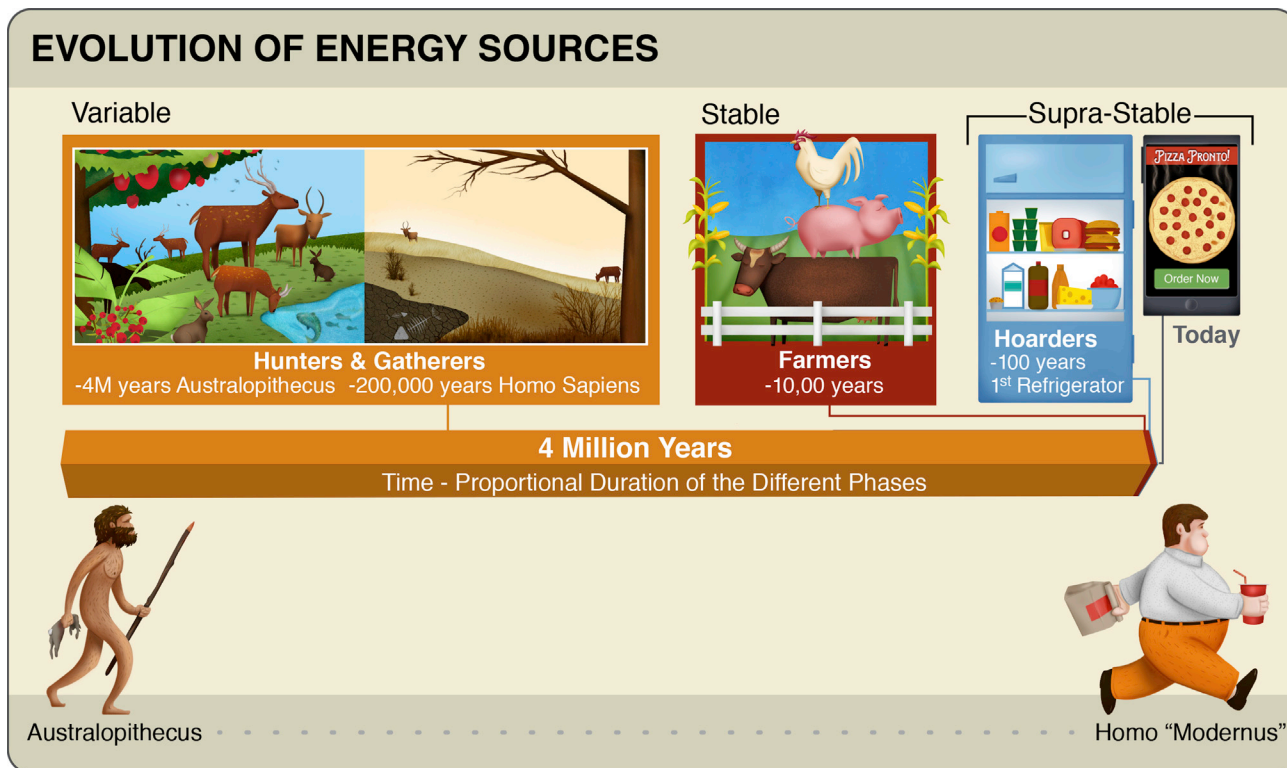 EVOLUTION OF ENERGY SOURCES
Variable
Stable
Supra-Stable
PIZZA PRONTO!
Order Now
Hunters & Gatherers
-4M years Australopithecus -200,000 years Homo Sapiens
Farmers
-10,00 years
Hoarders
-100 years
1st Refrigerator
Today
4 Million Years
Time - Proportional Duration of the Different Phases
Australopithecus
Homo “Modernus”